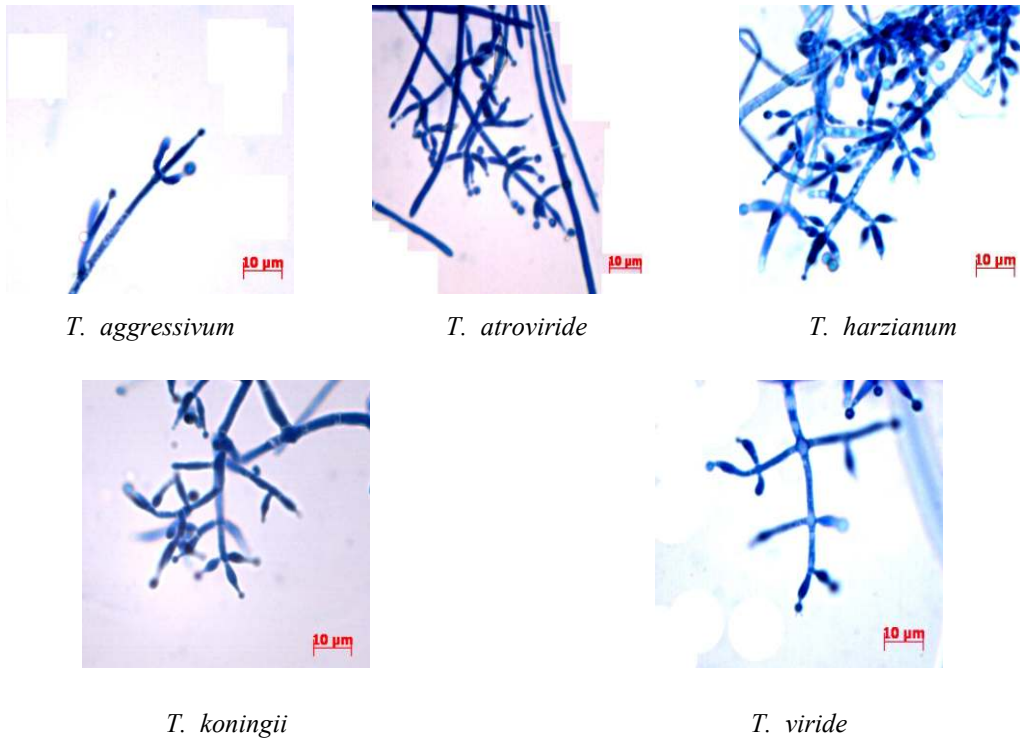 10 µm
10 µm
10 µm
T. aggressivum
T. atroviride
T. harzianum
10 µm
10 µm
T. koningii
T. viride